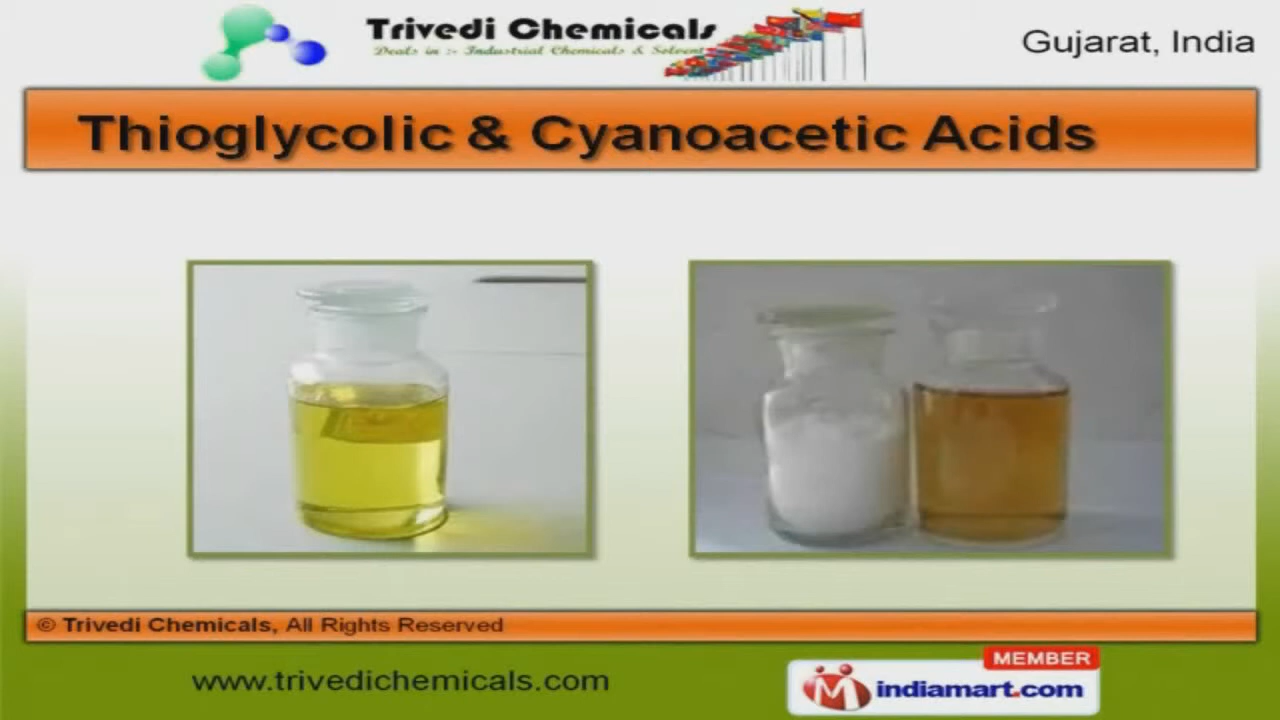 Trivedi Chemicals
Deals in :- Industrial Chemicals & Solvent
Gujarat, India
Thioglycolic & Cyanoacetic Acids
© Trivedi Chemicals, All Rights Reserved
www.trivedichemicals.com
MEMBER
indiamart.com